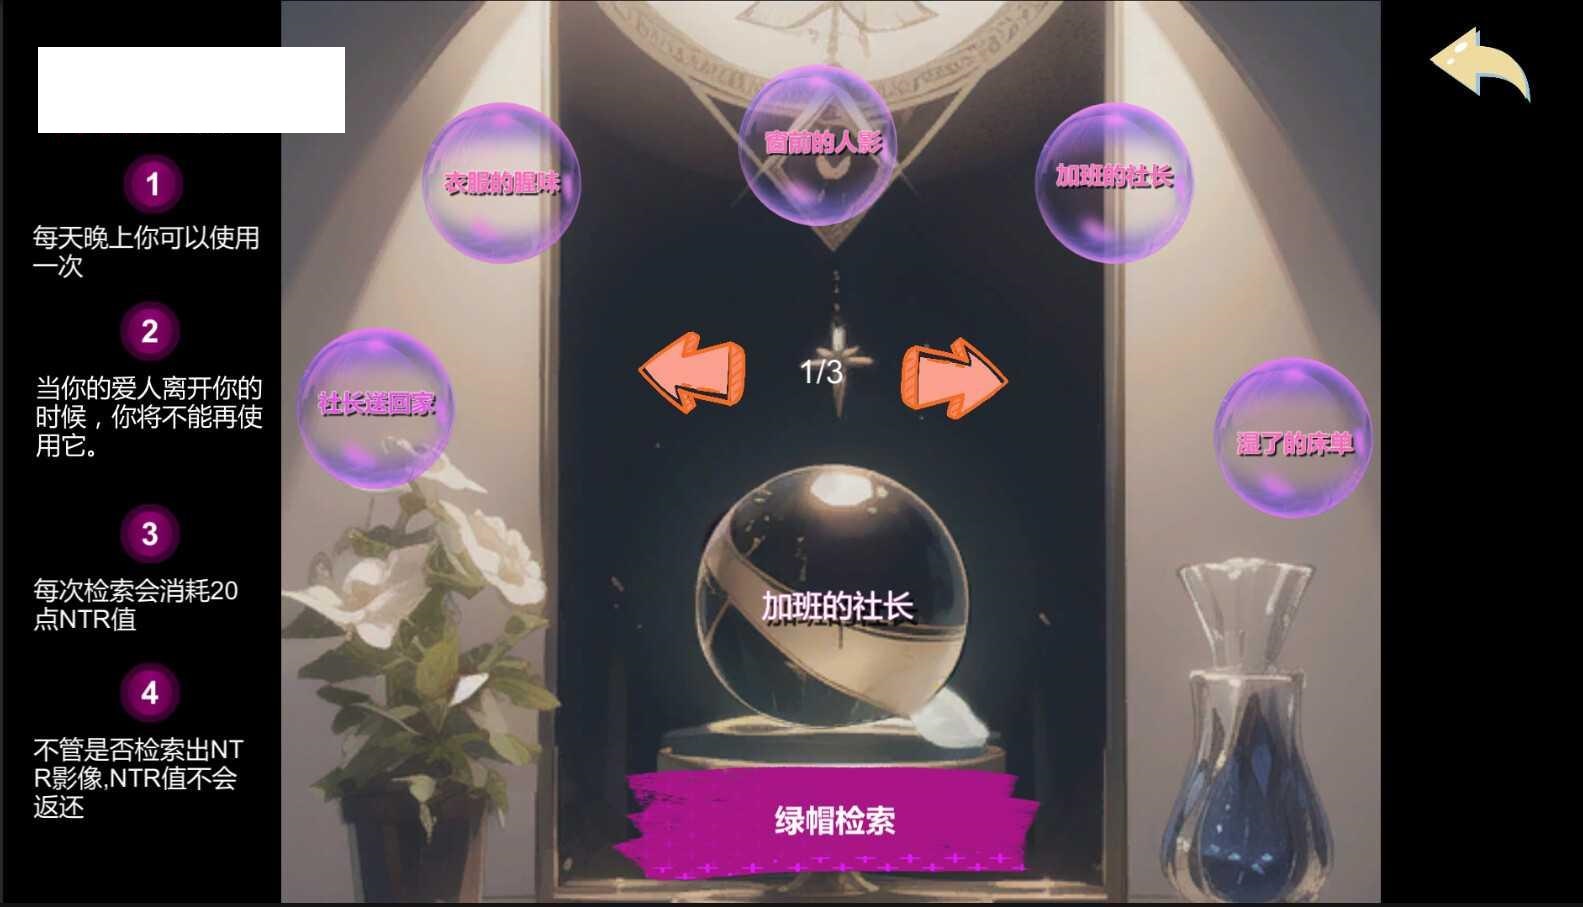 1
每天晚上你可以使用
一次
2
当你的爱人离开你的
时候，你将不能再使
用它。
3
每次检索会消耗20
点NTR值
4
不管是否检索出NT
R影像,NTR值不会
返还
衣服的腥味
窗前的人影
加班的社长
社长送回家
1/3
湿了的床单
加班的社长
绿帽检索